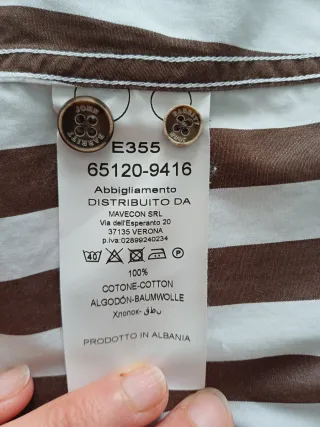 E355
65120-9416
Abbigliamento
DISTRIBUITO DA
MAVECON SRL
Via dell'Esperanto 20
37135 VERONA
p.iva:02899240234
40 P
100%
COTONE-COTTON
ALGODÓN-BAUMWOLLE
Хлопок- قطن
PRODOTTO IN ALBANIA